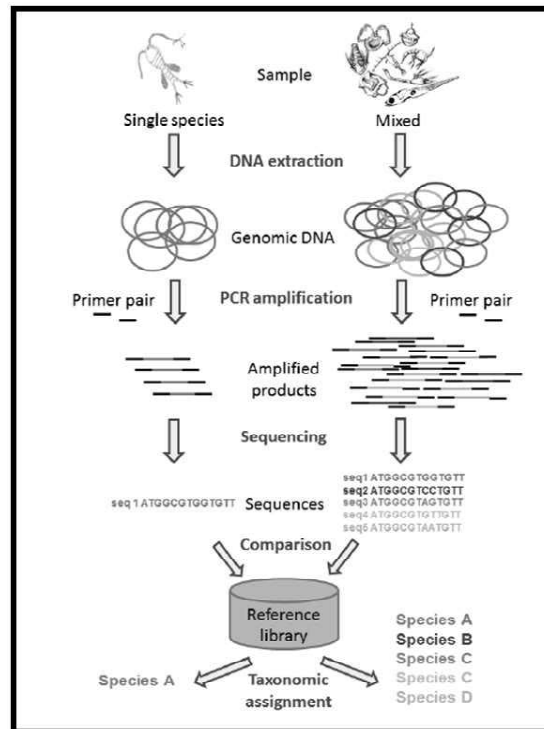 Sample
Single species
Mixed
DNA extraction
Genomic DNA
Primer pair
PCR amplification
Primer pair
Amplified
products
Sequencing
seq1 ATGGCGTGGTGTT
seq2 ATGGCGTCCTGTT
seq 1 ATGGCGTGGTGTT
Sequences
seq3 ATGGCGTAGTGTT
seq4 ATGGCGTGTTGTT
seq5 ATGGCGTAATGTT
Comparison
Reference
library
Species A
Taxonomic
assignment
Species A
Species B
Species C
Species C
Species D